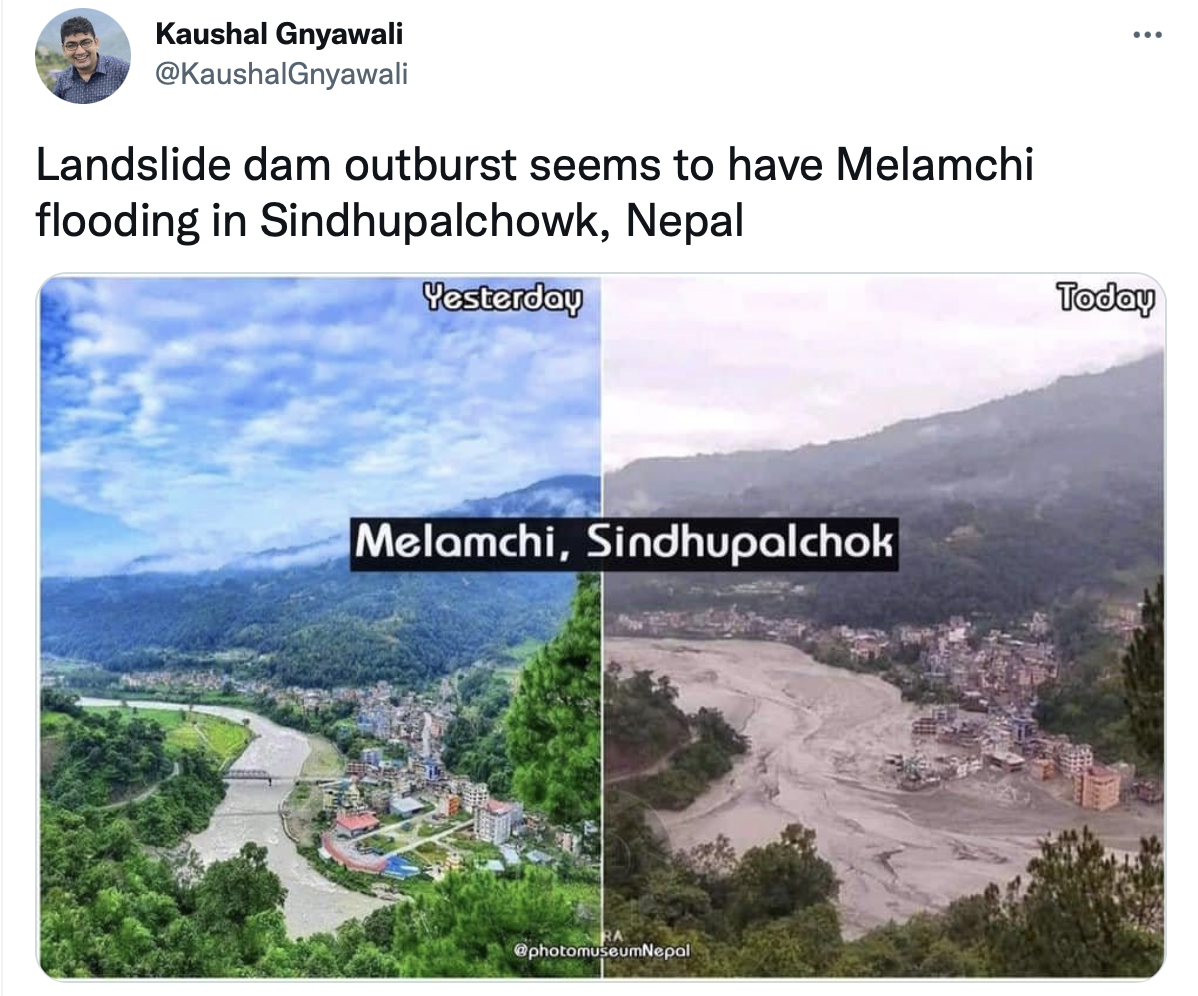 Kaushal Gnyawali
@KaushalGnyawali
Landslide dam outburst seems to have Melamchi
flooding in Sindhupalchowk, Nepal
Yesterday
Today
Melamchi, Sindhupalchok
RA
@photomuseumNepal